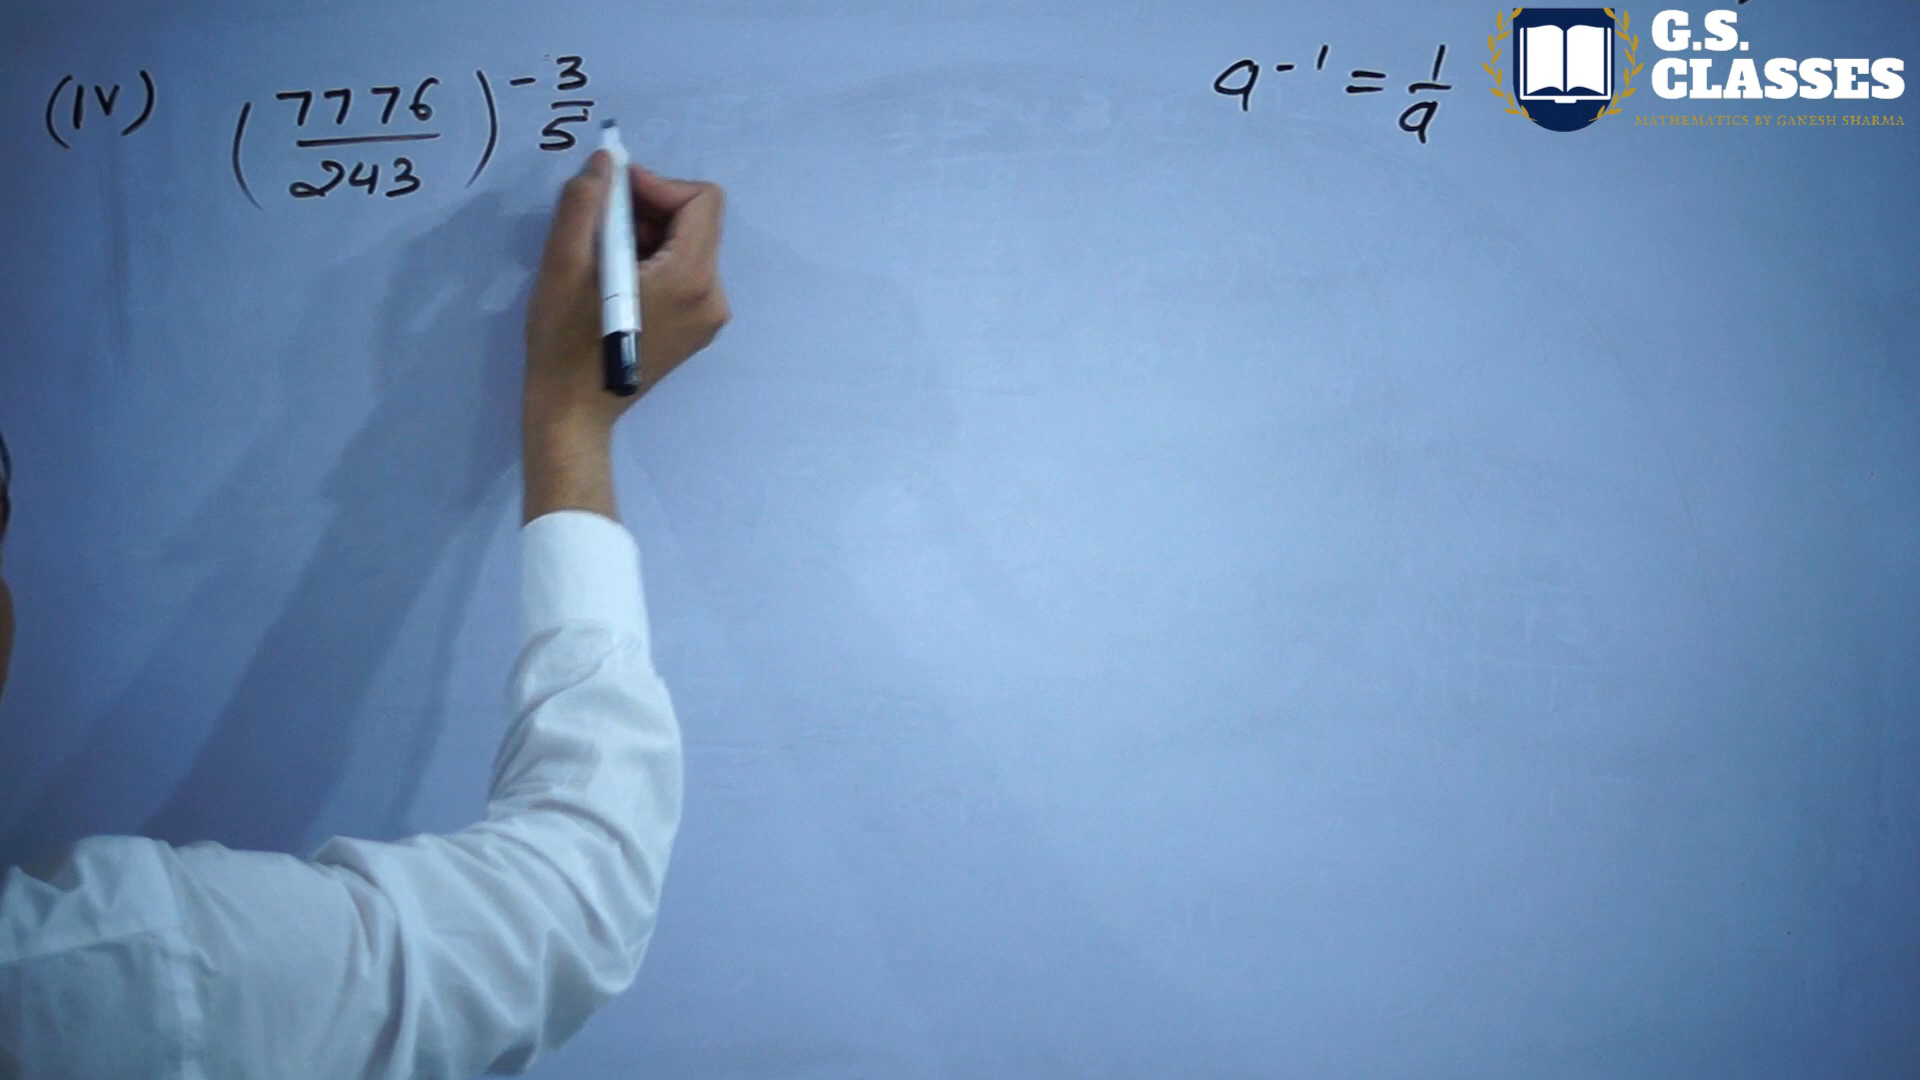 (IV) (7776/243)^-3/5
a^-1 = 1/a
G.S.
CLASSES
MATHEMATICS BY GANESH SHARMA